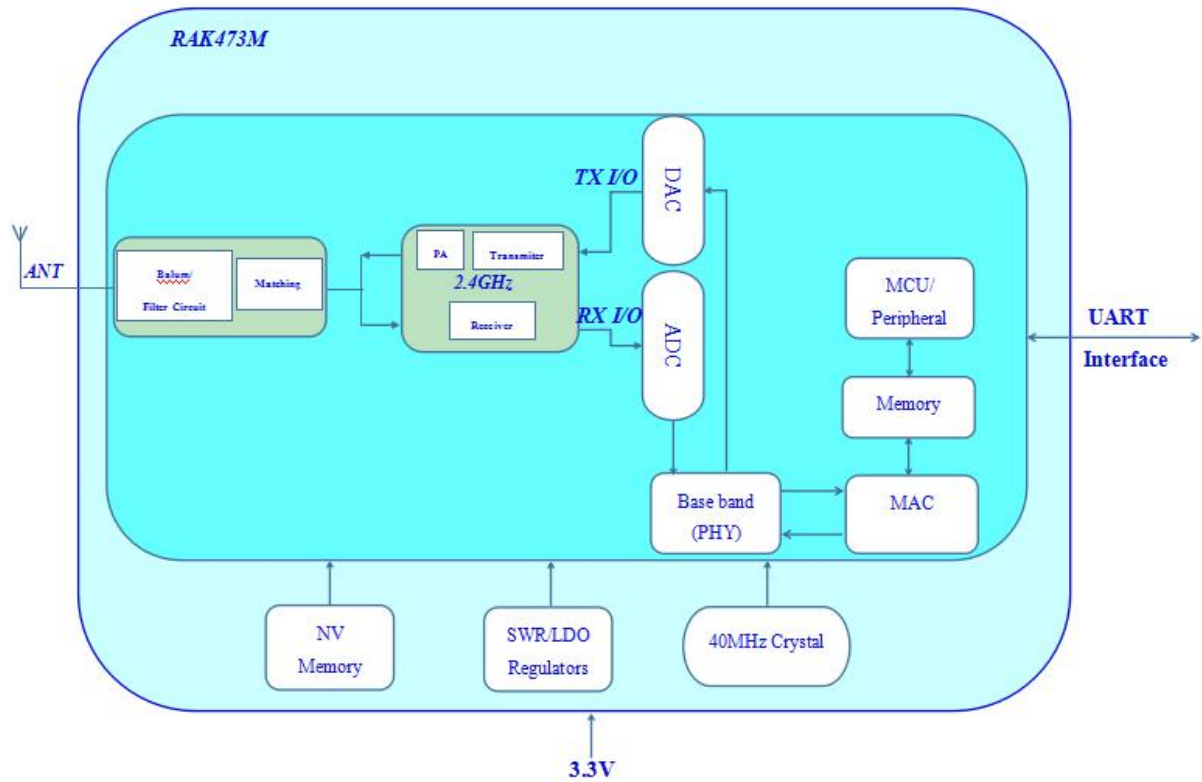 RAK473M
DAC
TX I/O
PA
Transmiter
2.4GHz
Receiver
RX I/O
ADC
ANT
Balum/
Filter Circuit
Matching
MCU/
Peripheral
UART
Interface
Memory
Base band
(PHY)
MAC
NV
Memory
SWR/LDO
Regulators
40MHz Crystal
3.3V